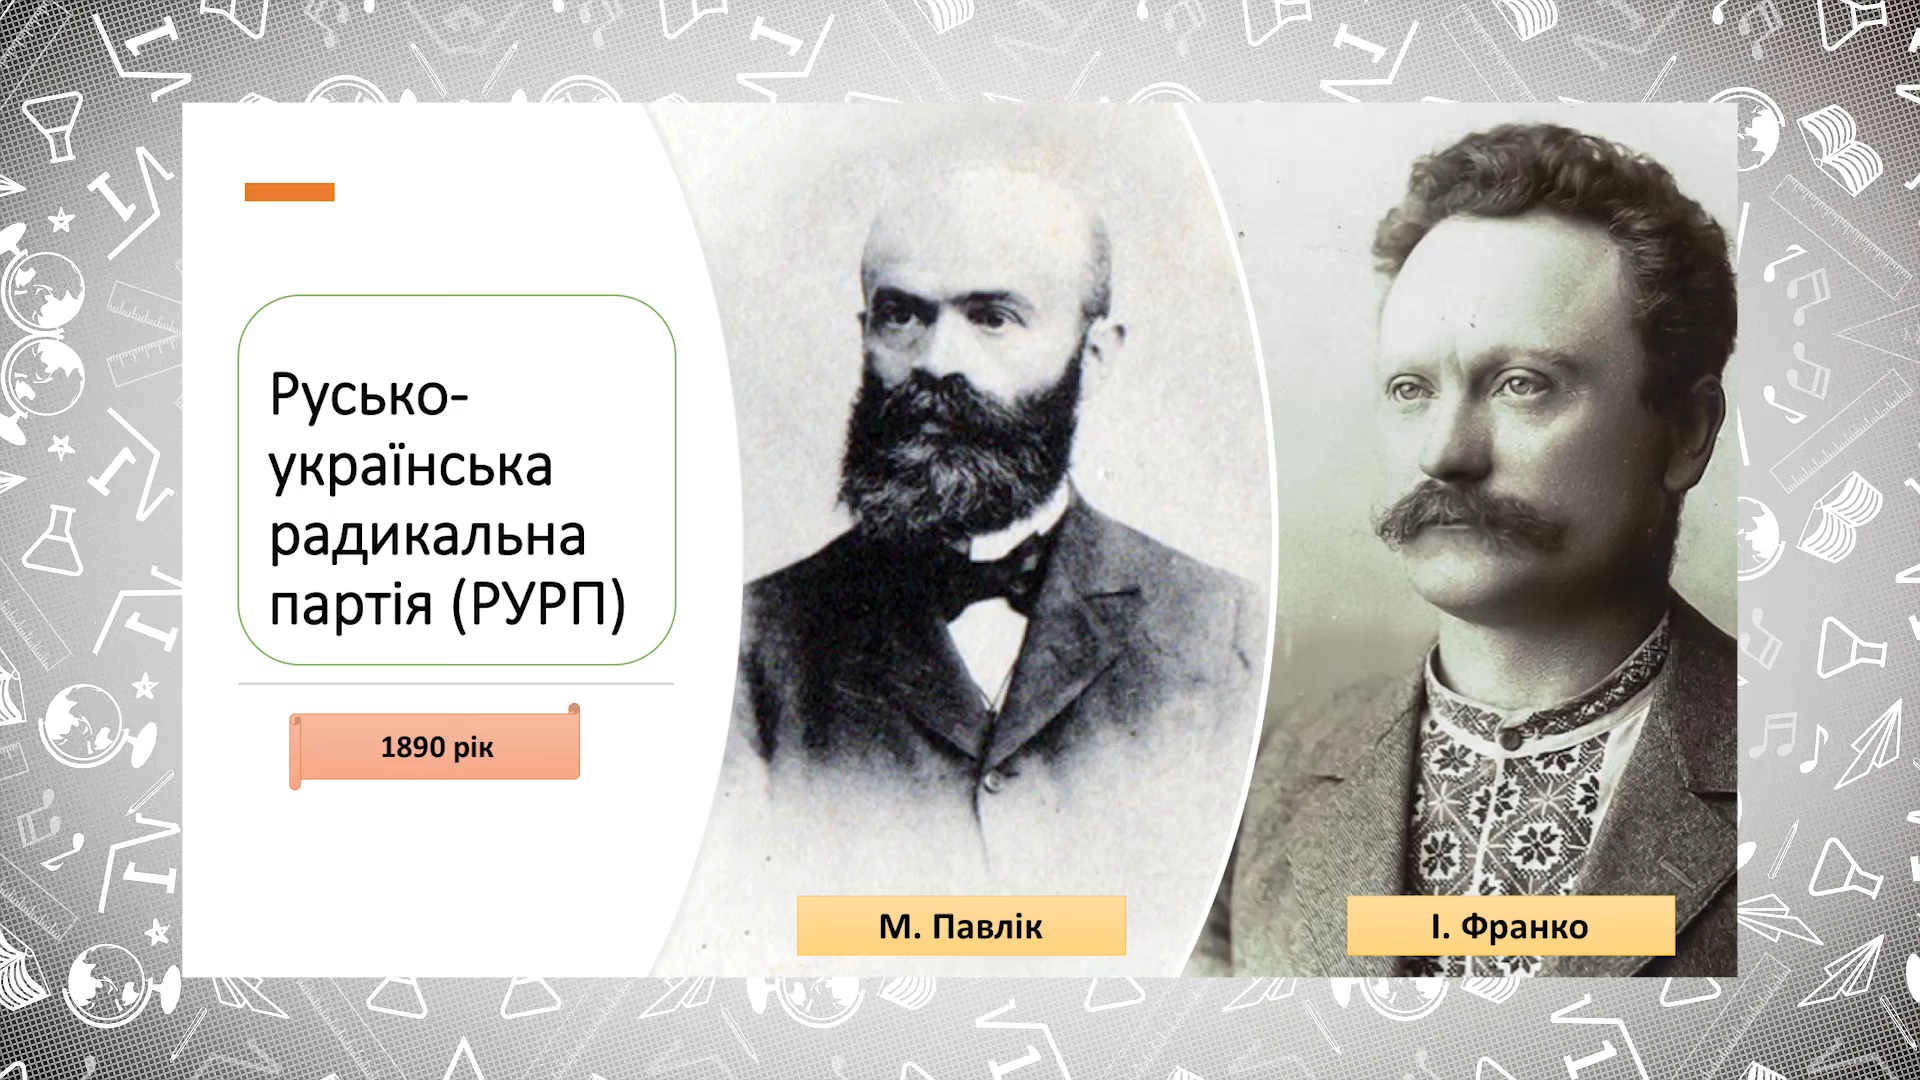 Русько-
українська
радикальна
партія (РУРП)
1890 рік
М. Павлік
І. Франко